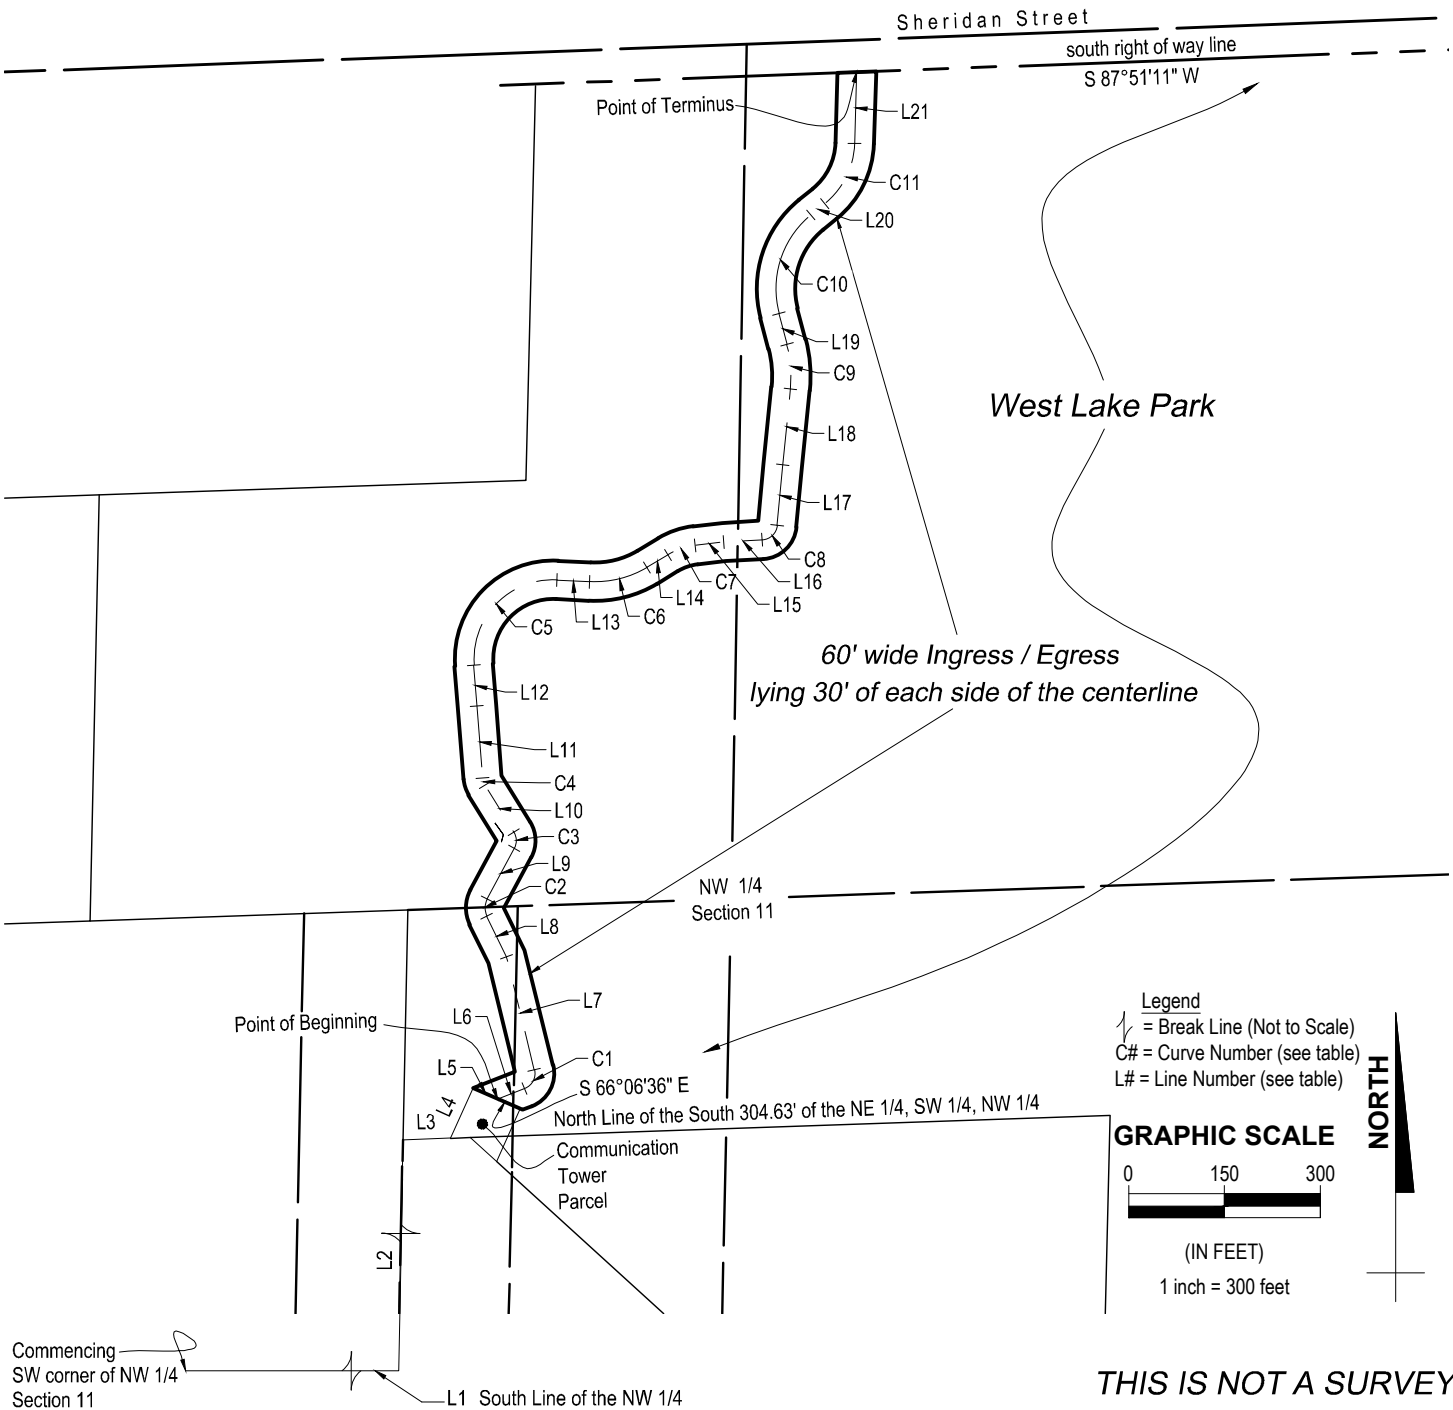 Sheridan Street
south right of way line
S 87°51'11" W
Point of Terminus
L21
C11
L20
C10
L19
C9
West Lake Park
L18
L17
C8
L16
C7
L15
L14
C6
L13
C5
60' wide Ingress / Egress
lying 30' of each side of the centerline
L12
L11
C4
L10
C3
L9
C2
NW 1/4
Section 11
L8
L7
L6
Point of Beginning
C1
L5
S 66°06'36" E
L4
L3
North Line of the South 304.63' of the NE 1/4, SW 1/4, NW 1/4
Communication
Tower
Parcel
L2
Legend
= Break Line (Not to Scale)
C# = Curve Number (see table)
L# = Line Number (see table)
NORTH
GRAPHIC SCALE
0 150 300
(IN FEET)
1 inch = 300 feet
Commencing
SW corner of NW 1/4
Section 11
L1 South Line of the NW 1/4
THIS IS NOT A SURVEY